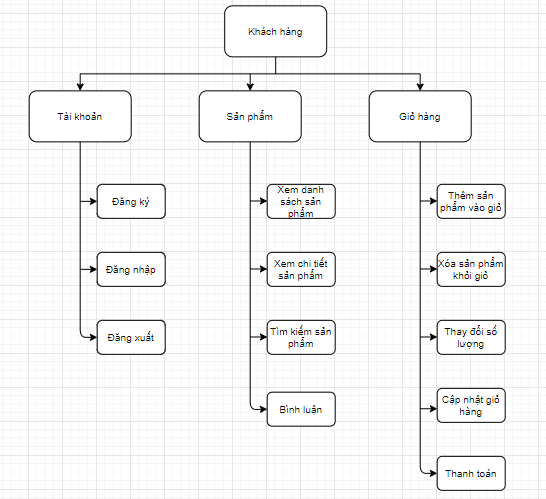 Khách hàng
Tài khoản
Sản phẩm
Giỏ hàng
Đăng ký
Xem danh
sách sản
phẩm
Thêm sản
phẩm vào giỏ
Đăng nhập
Xem chi tiết
sản phẩm
Xóa sản phẩm
khỏi giỏ
Đăng xuất
Tìm kiếm sản
phẩm
Thay đổi số
lượng
Bình luận
Cập nhật giỏ
hàng
Thanh toán